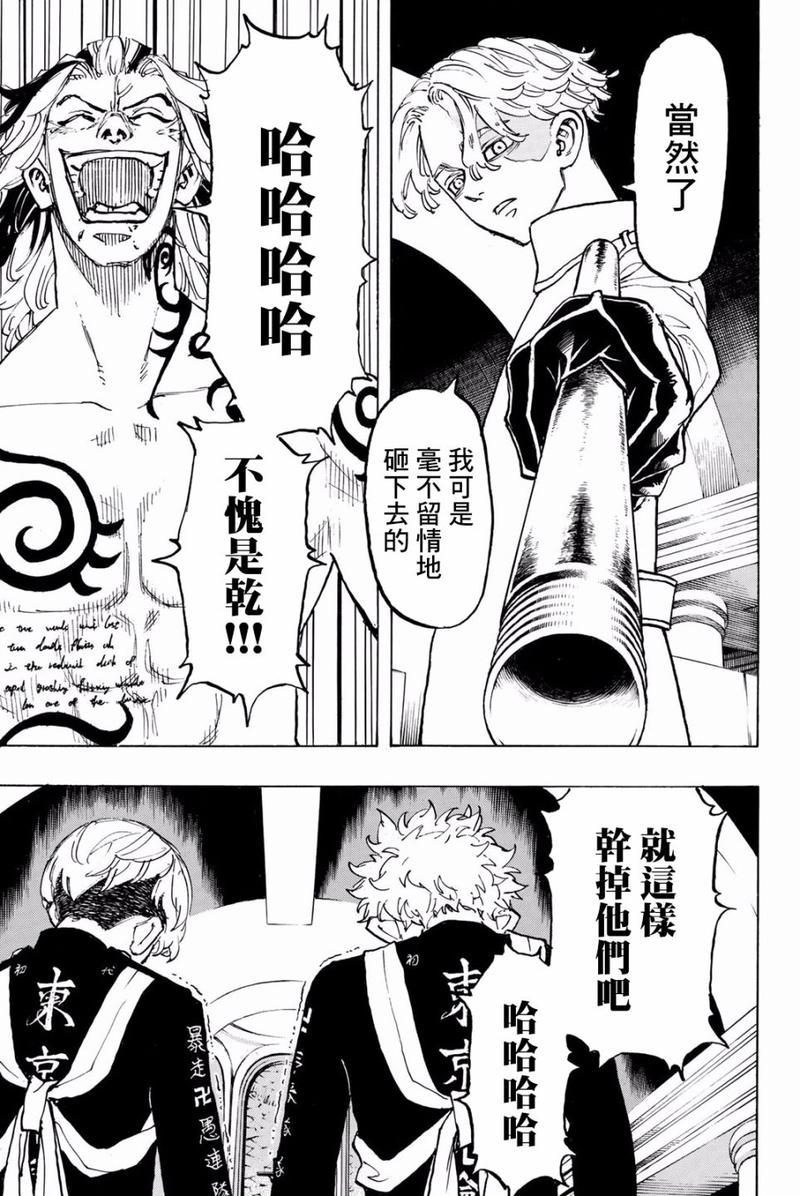 當然了
我可是
毫不留情地
砸下去的
哈哈哈哈
不愧是乾!!!
就這樣
幹掉他們吧
哈哈哈哈
初
東京
初代
東京
暴走卍愚連隊